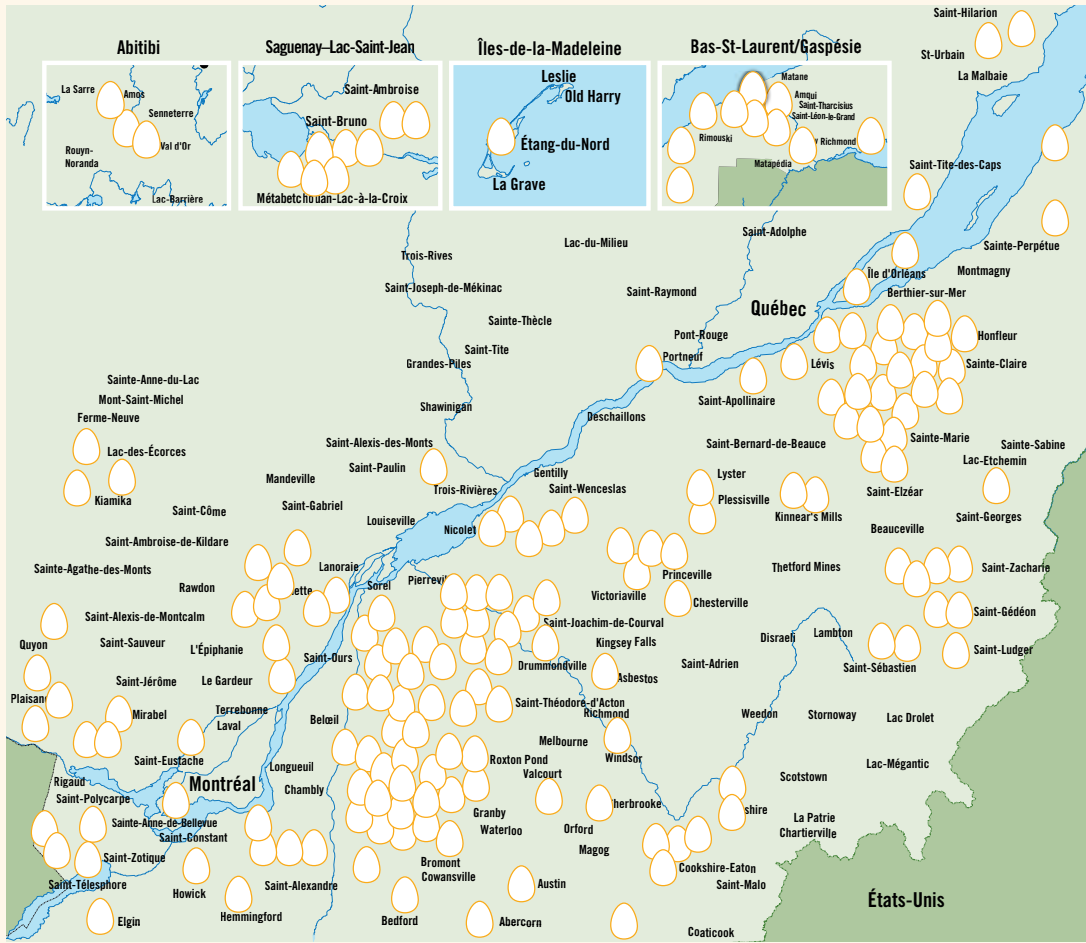 Saint-Hilarion
St-Urbain
La Malbaie
Abitibi
La Sarre
Amos
Senneterre
Val d'Or
Rouyn-
Noranda
Lac-Barrière
Saguenay–Lac-Saint-Jean
Saint-Ambroise
Saint-Bruno
Métabetchouan-Lac-à-la-Croix
Îles-de-la-Madeleine
Leslie
Old Harry
Étang-du-Nord
La Grave
Bas-St-Laurent/Gaspésie
Matane
Amqui
Saint-Tharcisius
Saint-Léon-le-Grand
Rimouski
Richmond
Matapédia
Saint-Tite-des-Caps
Saint-Adolphe
Lac-du-Milieu
Trois-Rives
Sainte-Perpétue
Île d'Orléans
Montmagny
Saint-Joseph-de-Mékinac
Saint-Raymond
Berthier-sur-Mer
Québec
Sainte-Thècle
Pont-Rouge
Honfleur
Saint-Tite
Portneuf
Grandes-Piles
Lévis
Sainte-Claire
Sainte-Anne-du-Lac
Mont-Saint-Michel
Saint-Apollinaire
Shawinigan
Ferme-Neuve
Deschaillons
Saint-Alexis-des-Monts
Saint-Bernard-de-Beauce
Sainte-Marie
Sainte-Sabine
Lac-des-Écorces
Saint-Paulin
Lac-Etchemin
Mandeville
Gentilly
Lyster
Trois-Rivières
Saint-Wenceslas
Plessisville
Saint-Elzéar
Kiamika
Saint-Gabriel
Saint-Côme
Louiseville
Nicolet
Kinnear's Mills
Saint-Georges
Beauceville
Saint-Ambroise-de-Kildare
Sainte-Agathe-des-Monts
Lanoraie
Princeville
Thetford Mines
Saint-Zacharie
Rawdon
Sorel
Pierrevil
ette
Victoriaville
Chesterville
Saint-Alexis-de-Montcalm
Saint-Joachim-de-Courval
Saint-Gédéon
Quyon
Saint-Sauveur
L'Épiphanie
Saint-Ours
Kingsey Falls
Disraeli
Lambton
Saint-Ludger
Drummondville
Saint-Adrien
Saint-Sébastien
Saint-Jérôme
Le Gardeur
Asbestos
Plaisan
Mirabel
Terrebonne
Laval
Belœil
Saint-Théodore-d'Acton
Richmond
Weedon
Stornoway
Lac Drolet
Melbourne
Saint-Eustache
Longueuil
Roxton Pond
Windsor
Lac-Mégantic
Rigaud
Montréal
Chambly
Valcourt
Scotstown
Saint-Polycarpe
herbrooke
shire
Sainte-Anne-de-Bellevue
Granby
La Patrie
Saint-Constant
Waterloo
Orford
Chartierville
Saint-Zotique
Magog
Bromont
Cookshire-Eaton
Saint-Télesphore
Cowansville
Saint-Malo
Howick
Saint-Alexandre
Austin
États-Unis
Elgin
Hemmingford
Bedford
Abercorn
Coaticook